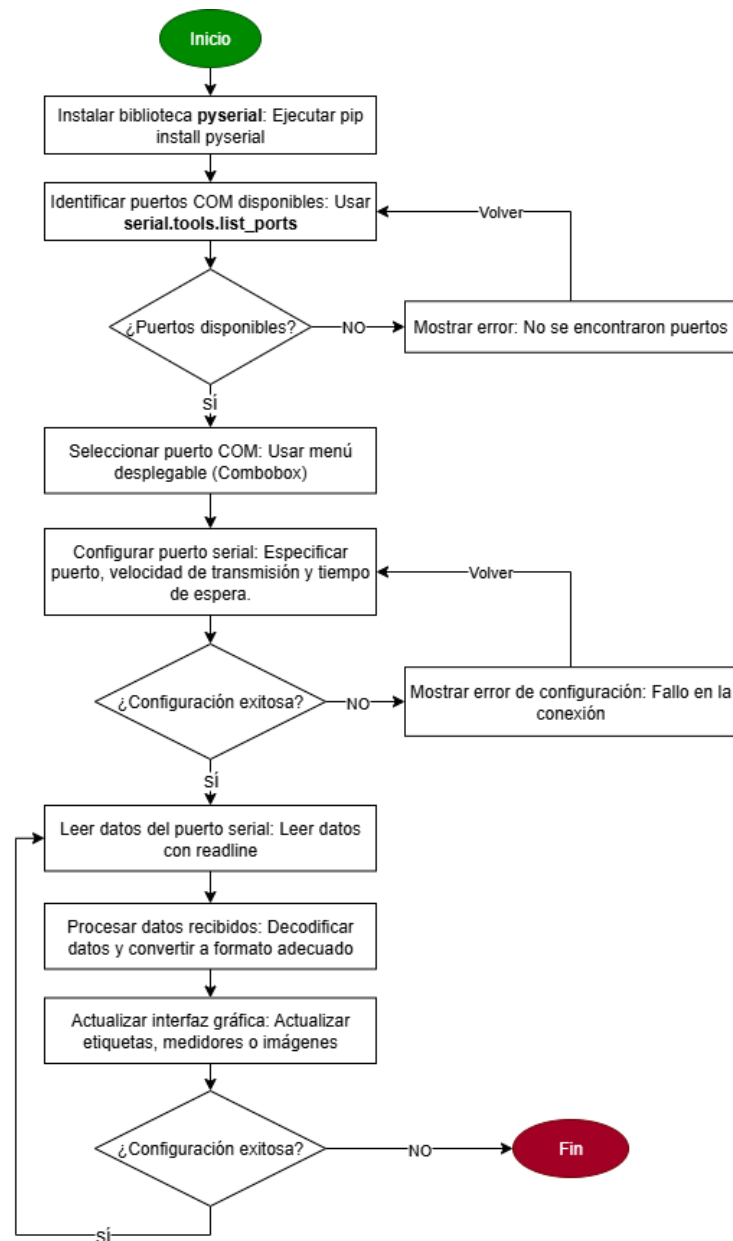 Inicio
Instalar biblioteca pyserial: Ejecutar pip
install pyserial
Identificar puertos COM disponibles: Usar
serial.tools.list_ports
Volver
¿Puertos disponibles?
NO
Mostrar error: No se encontraron puertos
SÍ
Seleccionar puerto COM: Usar menú
desplegable (Combobox)
Configurar puerto serial: Especificar
puerto, velocidad de transmisión y tiempo
de espera.
Volver
¿Configuración exitosa?
NO
Mostrar error de configuración: Fallo en la
conexión
SÍ
Leer datos del puerto serial: Leer datos
con readline
Procesar datos recibidos: Decodificar
datos y convertir a formato adecuado
Actualizar interfaz gráfica: Actualizar
etiquetas, medidores o imágenes
¿Configuración exitosa?
NO
Fin
SÍ